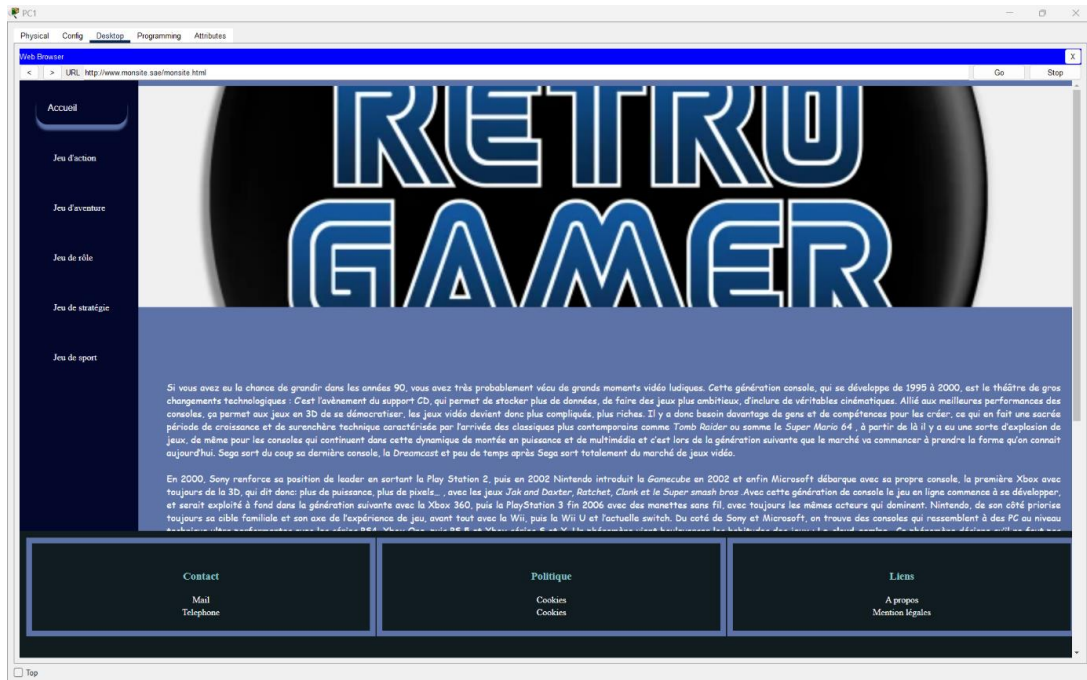 PC1
Physical Config Desktop Programming Attributes
Web Browser
X
< > URL http://www.monsite.sae/monsite.html Go Stop
Accueil
Jeu d'action
Jeu d'aventure
Jeu de rôle
Jeu de stratégie
Jeu de sport
RETRO
GAMER
Si vous avez eu la chance de grandir dans les années 90, vous avez très probablement vécu de grands moments vidéo ludiques. Cette génération console, qui se développe de 1995 à 2000, est le théâtre de gros
changements technologiques : C'est l'avènement du support CD, qui permet de stocker plus de données, de faire des jeux plus ambitieux, d'inclure de véritables cinématiques. Allié aux meilleures performances des
consoles, ça permet aux jeux en 3D de se démocratiser, les jeux vidéo devient donc plus compliqués, plus riches. Il y a donc besoin davantage de gens et de compétences pour les créer, ce qui en fait une sacrée
période de croissance et de surenchère technique caractérisée par l'arrivée des classiques plus contemporains comme Tomb Raider ou somme le Super Mario 64 , à partir de là il y a eu une sorte d'explosion de
jeux, de même pour les consoles qui continuent dans cette dynamique de montée en puissance et de multimédia et c'est lors de la génération suivante que le marché va commencer à prendre la forme qu'on connait
aujourd'hui. Sega sort du coup sa dernière console, la Dreamcast et peu de temps après Sega sort totalement du marché de jeux vidéo.
En 2000, Sony renforce sa position de leader en sortant la Play Station 2, puis en 2002 Nintendo introduit la Gamecube en 2002 et enfin Microsoft débarque avec sa propre console, la première Xbox avec
toujours de la 3D, qui dit donc: plus de puissance, plus de pixels... , avec les jeux Jak and Daxter, Ratchet, Clank et le Super smash bros .Avec cette génération de console le jeu en ligne commence à se développer,
et serait exploité à fond dans la génération suivante avec la Xbox 360, puis la PlayStation 3 fin 2006 avec des manettes sans fil, avec toujours les mêmes acteurs qui dominent. Nintendo, de son côté priorise
toujours sa cible familiale et son axe de l'expérience de jeu, avant tout avec la Wii, puis la Wii U et l'actuelle switch. Du coté de Sony et Microsoft, on trouve des consoles qui ressemblent à des PC au niveau
Contact
Mail
Telephone
Politique
Cookies
Cookies
Liens
A propos
Mention légales
Top